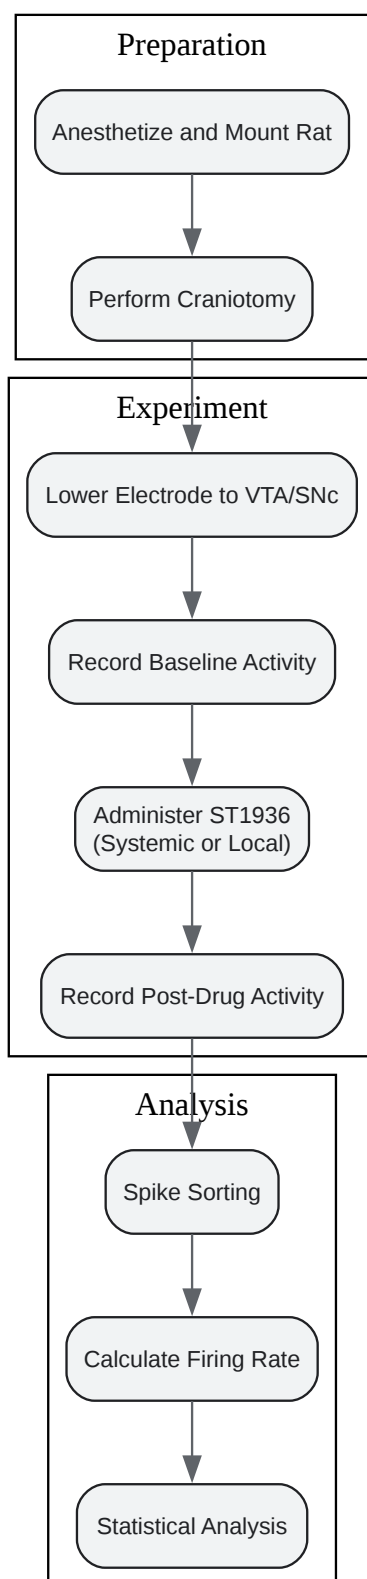 Preparation
Anesthetize and Mount Rat
Perform Craniotomy
Experiment
Lower Electrode to VTA/SNc
Record Baseline Activity
Administer ST1936
(Systemic or Local)
Record Post-Drug Activity
Analysis
Spike Sorting
Calculate Firing Rate
Statistical Analysis